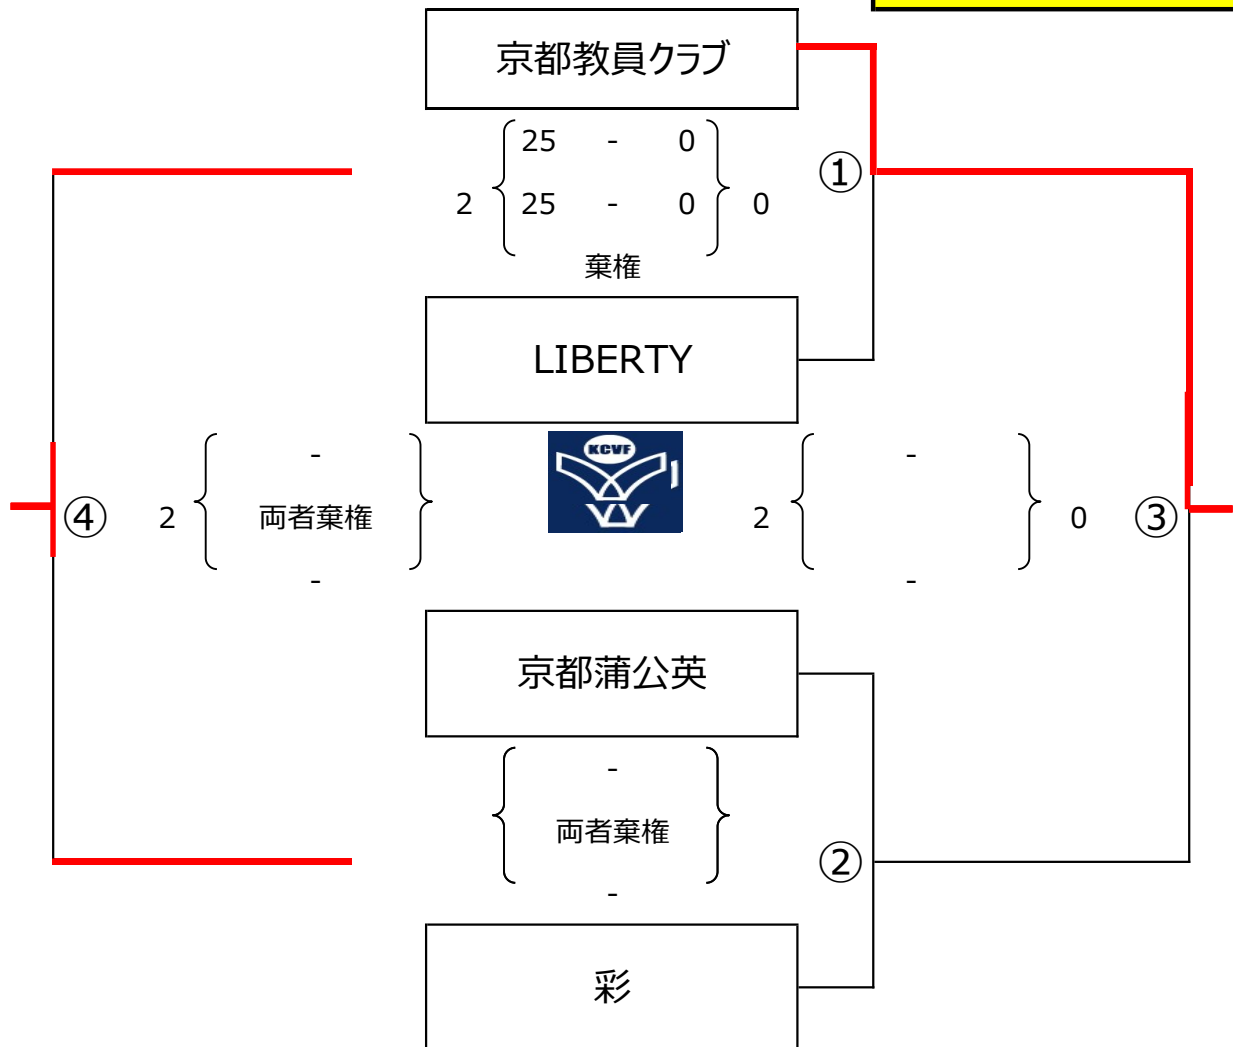 京都教員クラブ
25 - 0
①
2 25 - 0 0
棄権
LIBERTY
KCVF
- -
④ 2 両者棄権 2 0 ③
- -
京都蒲公英
-
両者棄権
②
-
彩